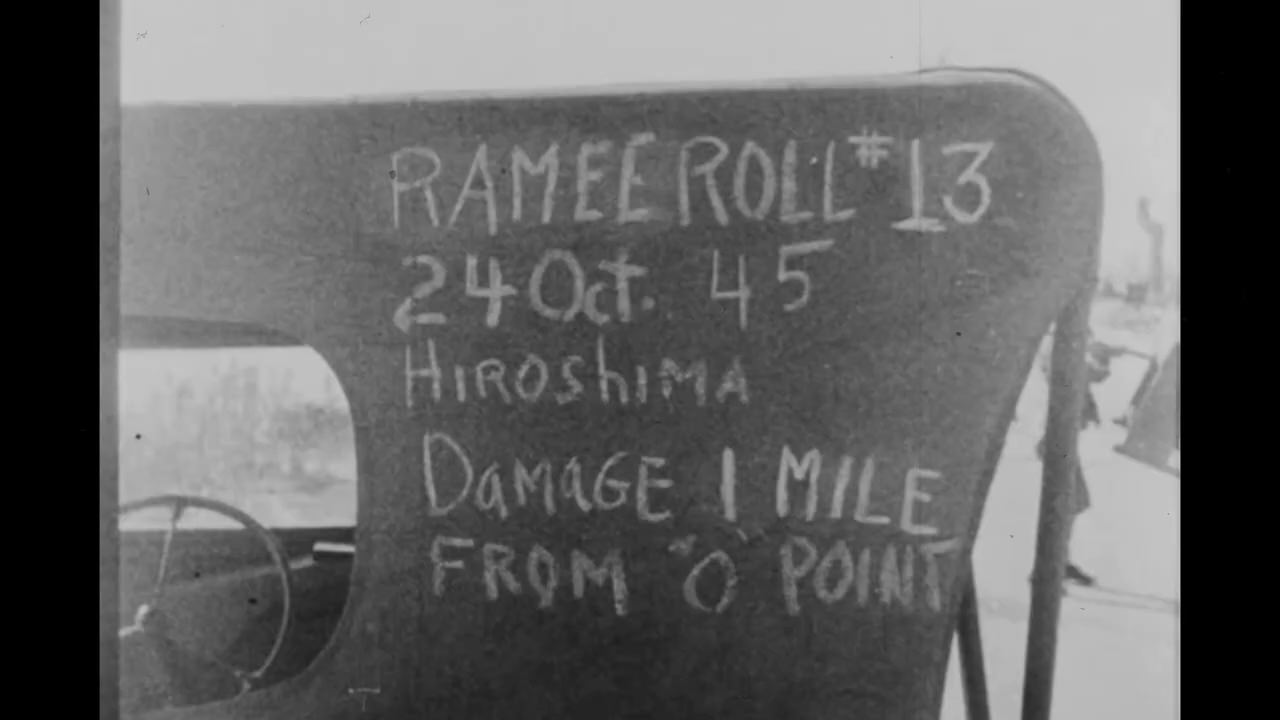 RAMEE ROLL #13
24 Oct. 45
HIROSHIMA
DAMAGE 1 MILE
FROM "O" POINT